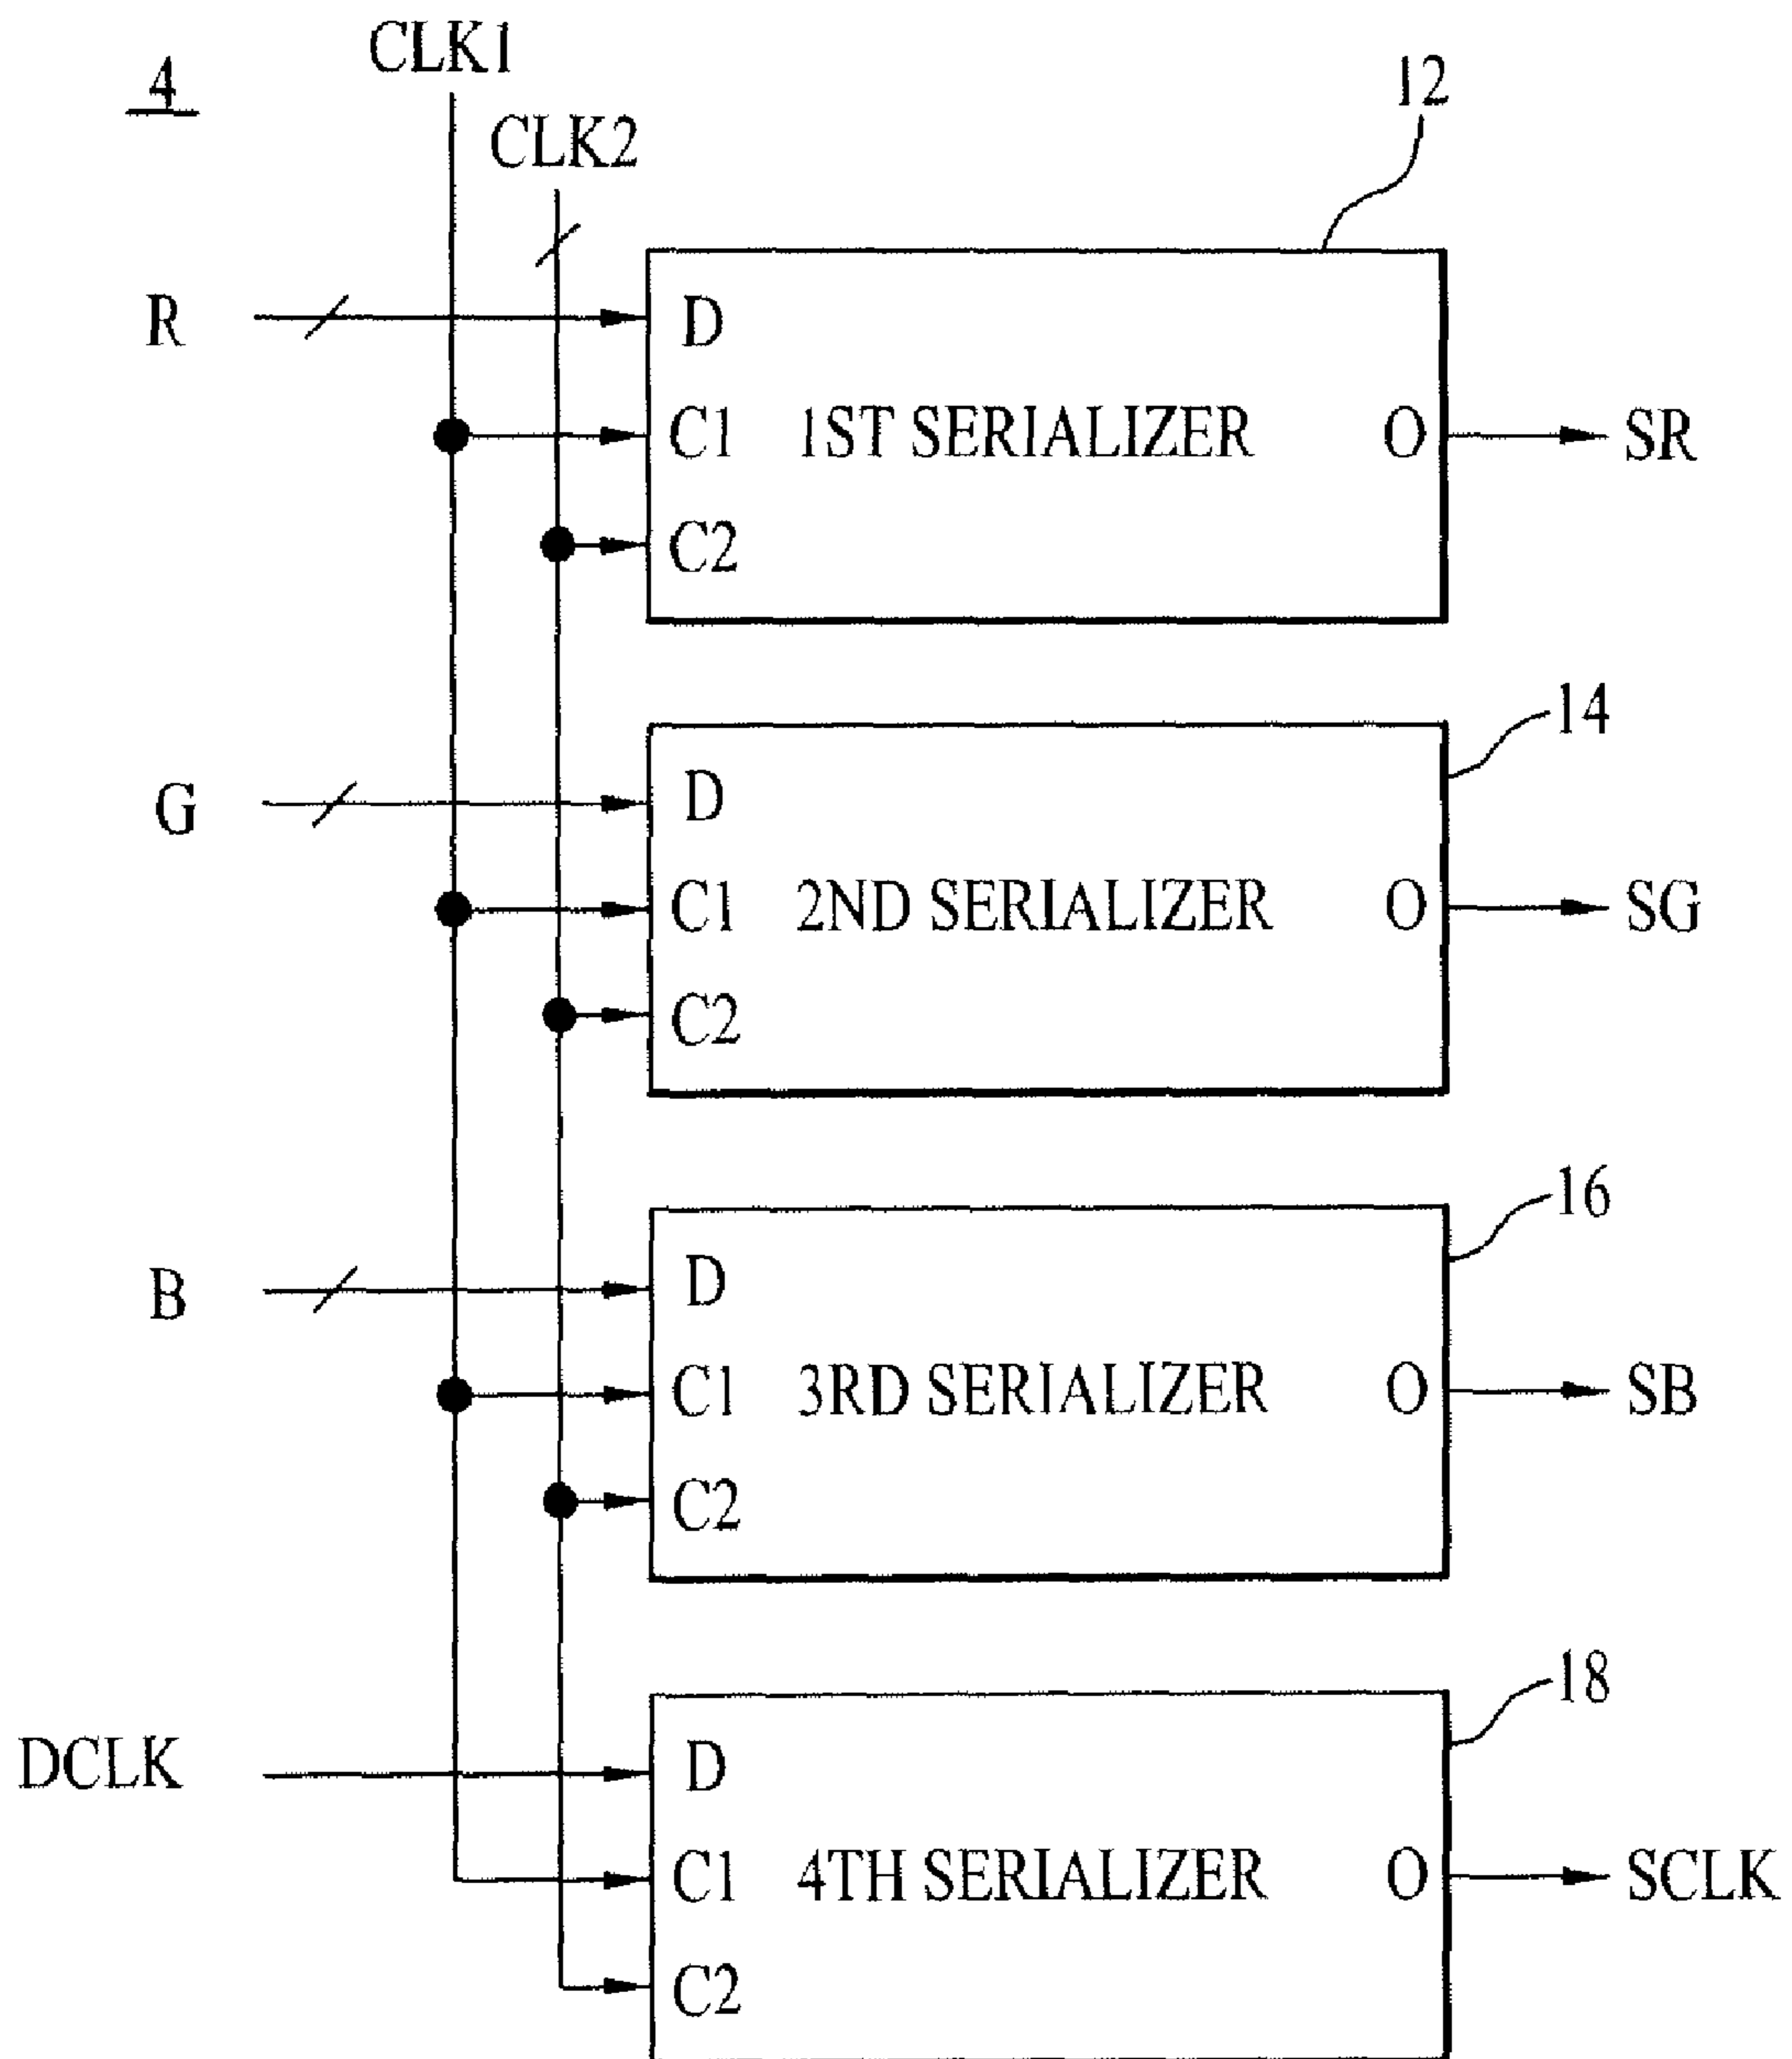 4
CLK1
CLK2
12
R
D
C1 1ST SERIALIZER O SR
C2
14
G
D
C1 2ND SERIALIZER O SG
C2
16
B
D
C1 3RD SERIALIZER O SB
C2
18
DCLK
D
C1 4TH SERIALIZER O SCLK
C2